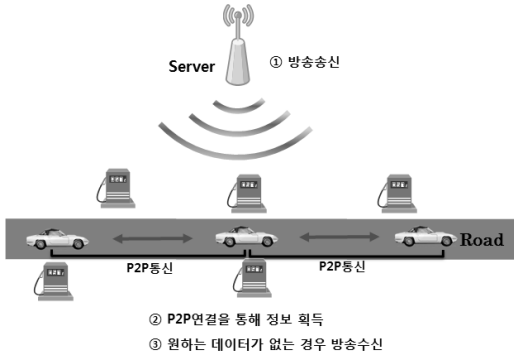 Server
① 방송송신
Road
P2P통신
P2P통신
② P2P연결을 통해 정보 획득
③ 원하는 데이터가 없는 경우 방송수신